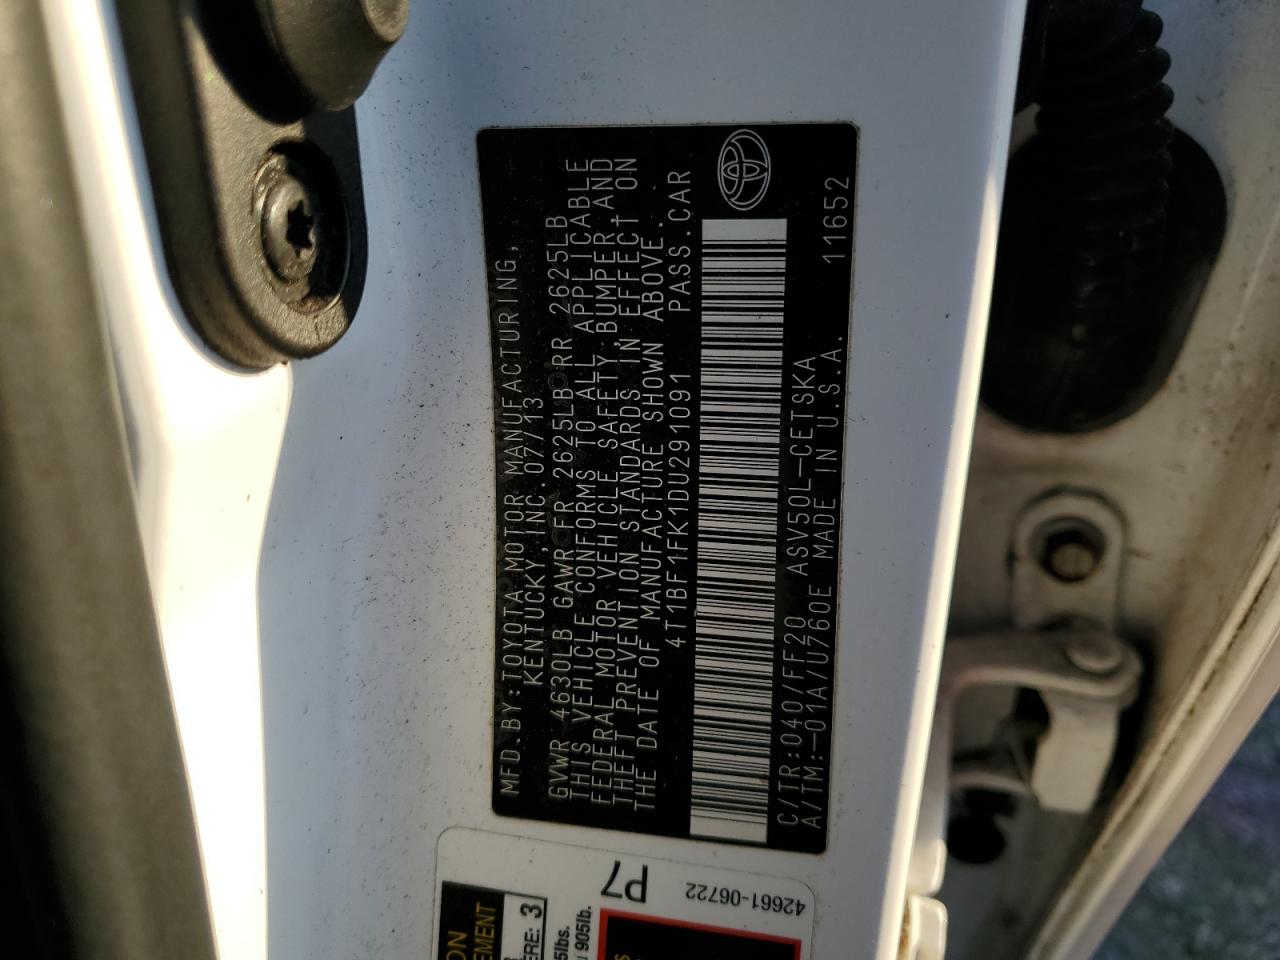 MFD.BY:TOYOTA MOTOR MANUFACTURING,
KENTUCKY,INC. 07/13
GVWR 4630LB GAWR FR 2625LB RR 2625LB
THIS VEHICLE CONFORMS TO ALL APPLICABLE
FEDERAL MOTOR VEHICLE SAFETY,BUMPER,AND
THEFT PREVENTION STANDARDS IN EFFECT ON
THE DATE OF MANUFACTURE SHOWN ABOVE.
4T1BF1FK1DU291091 PASS.CAR
C/TR:040/FF20 ASV50L-CETSKA 11652
A/TM:-01A/U760E MADE IN U.S.A.
42661-06722
P7
ERE: 3
905lb.